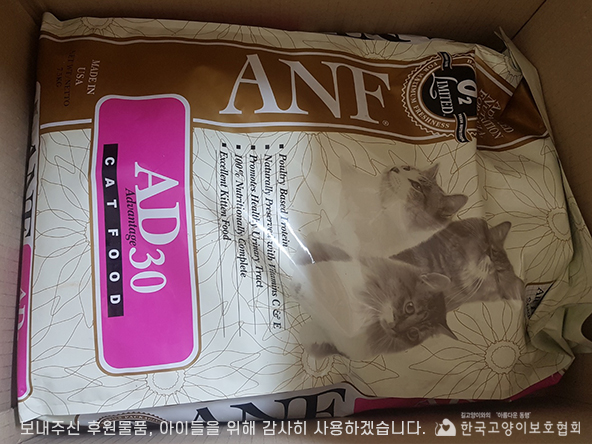 ANF
®
MADE IN
USA
O2
LIMITED
MAXIMUM FRESHNESS
AD30
Advantage
CAT FOOD
■ Poultry Based Protein
■ Naturally Preserved with Vitamins C & E
■ Promotes Healthy Urinary Tract
■ 100% Nutritionally Complete
■ Excellent Kitten Food
ANF
보내주신 후원물품, 아이들을 위해 감사히 사용하겠습니다.
길고양이와의 '아름다운 동행'
한국고양이보호협회